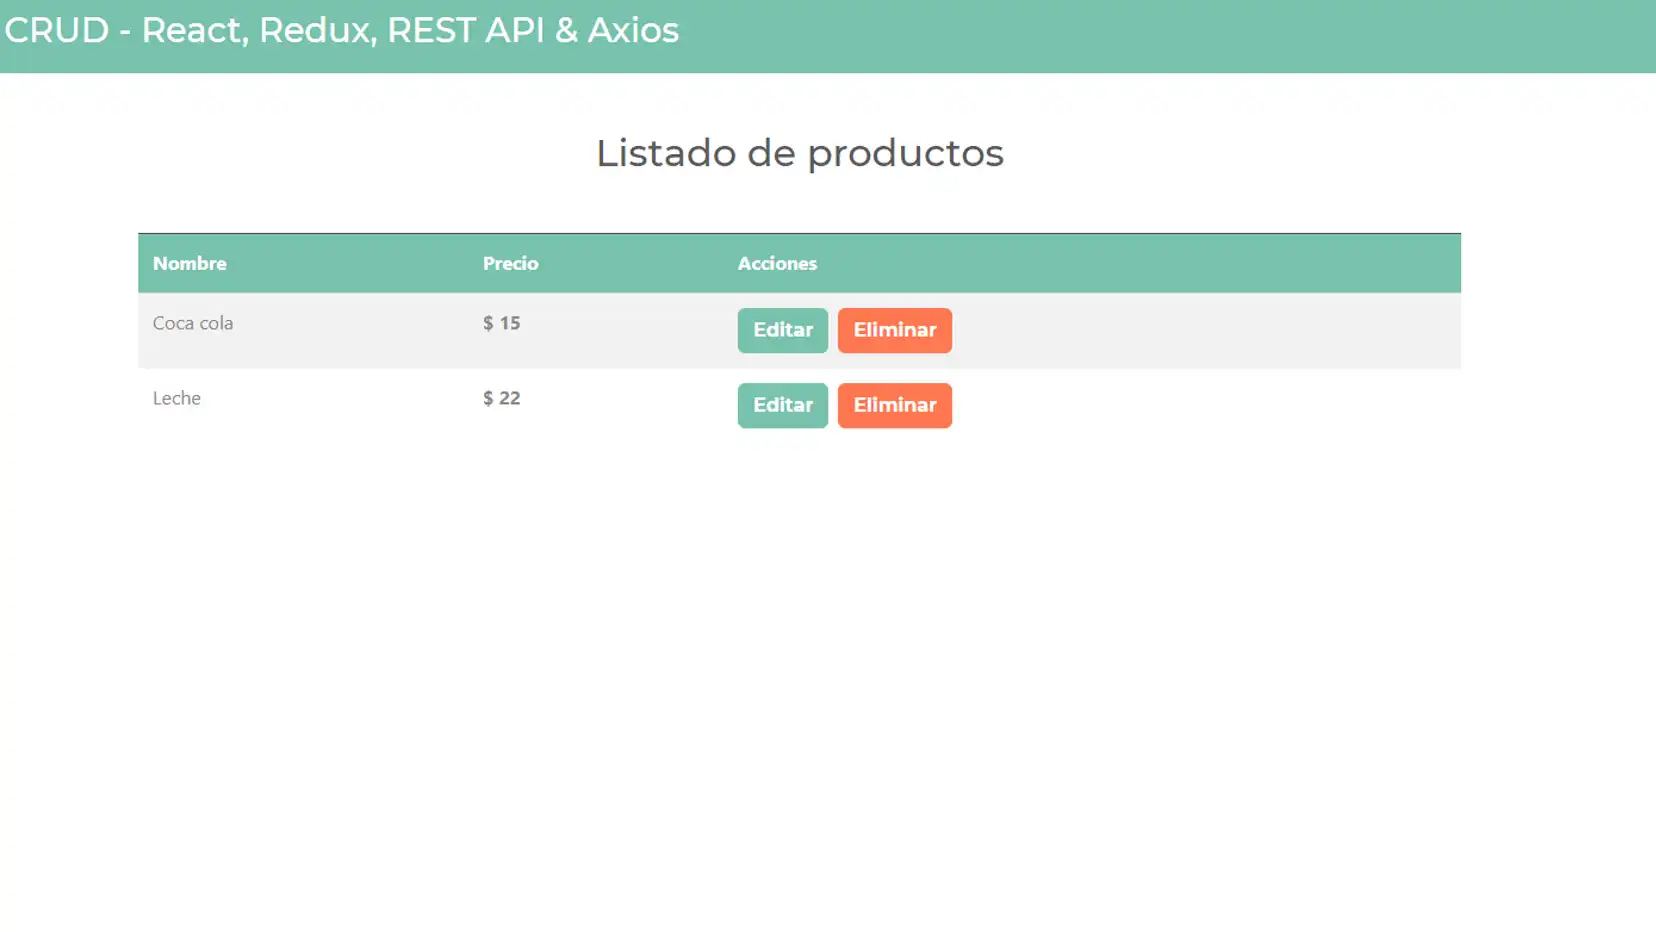 CRUD - React, Redux, REST API & Axios
Listado de productos
Nombre Precio Acciones
Coca cola $ 15 Editar Eliminar
Leche $ 22 Editar Eliminar